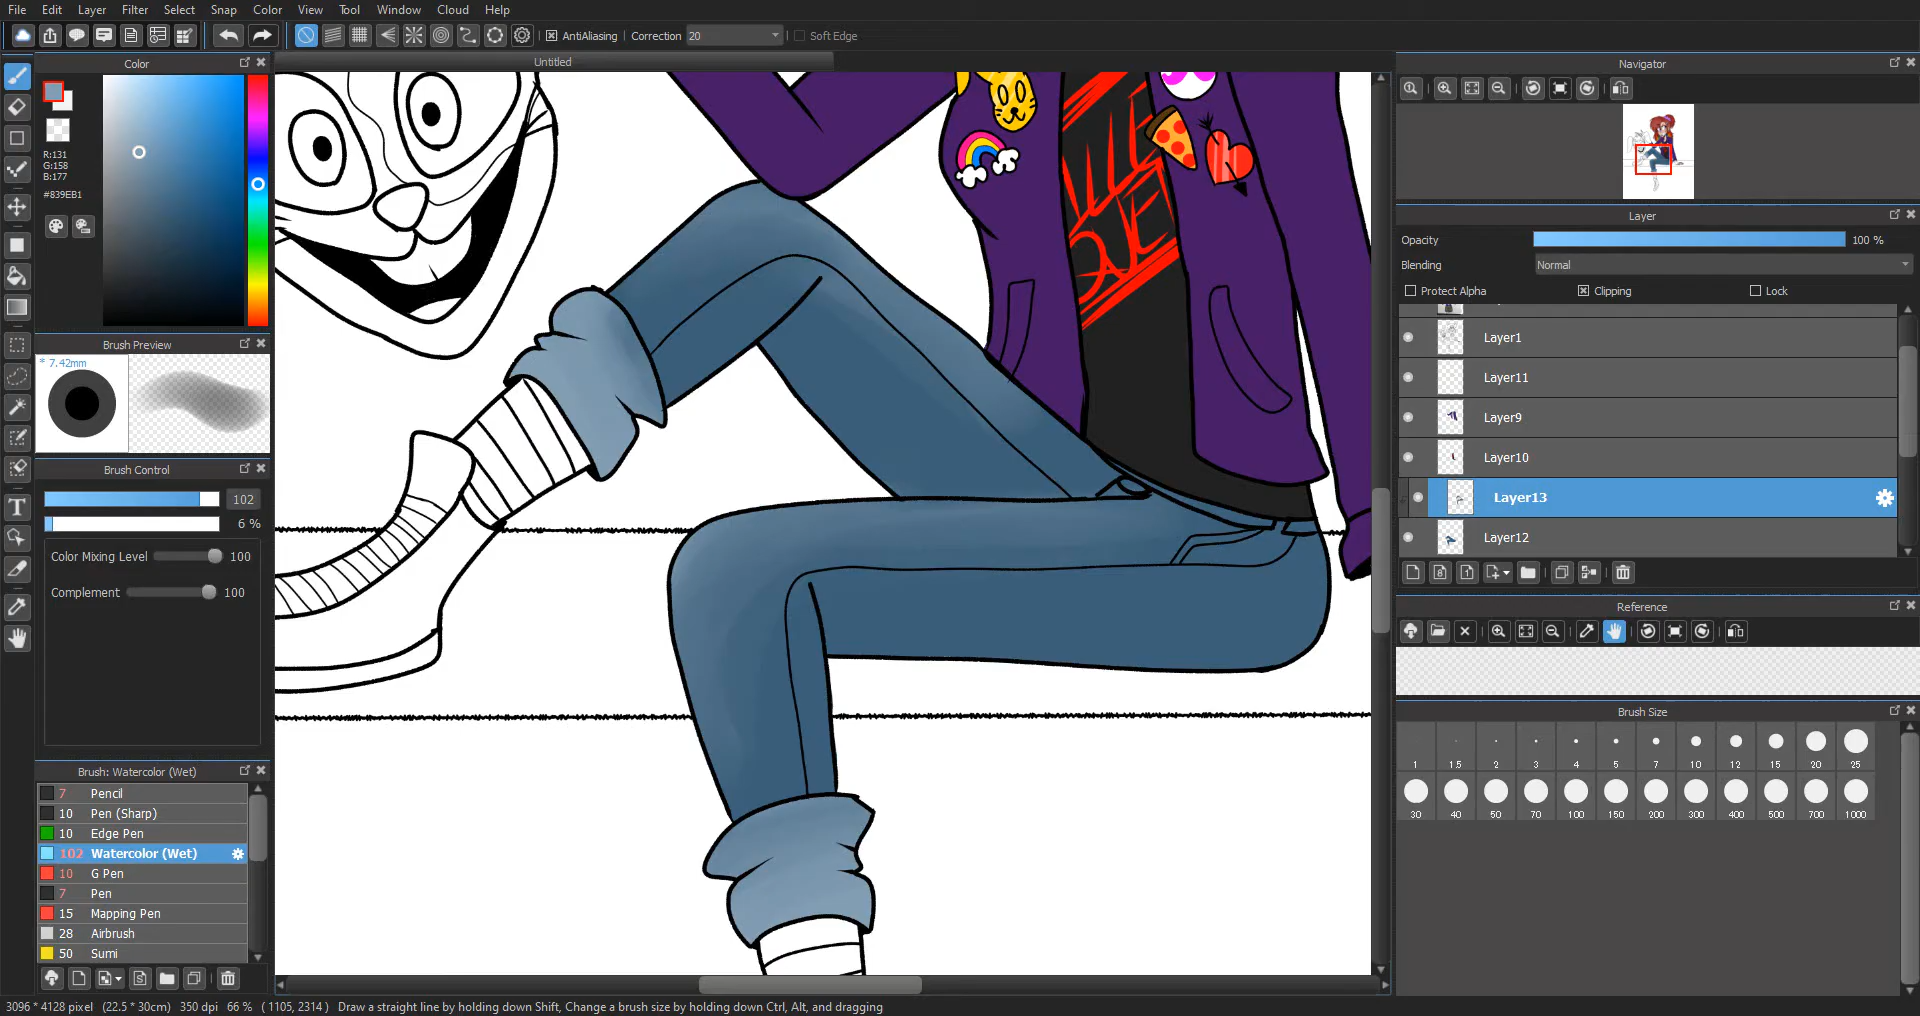 File Edit Layer Filter Select Snap Color View Tool Window Cloud Help
AntiAliasing Correction 20 Soft Edge
Untitled
Color
R:131
G:158
B:177
#839EB1
Brush Preview
* 7.42mm
Brush Control
102
6 %
Color Mixing Level 100
Complement 100
Brush: Watercolor (Wet)
7 Pencil
10 Pen (Sharp)
10 Edge Pen
102 Watercolor (Wet)
10 G Pen
7 Pen
15 Mapping Pen
28 Airbrush
50 Sumi
Navigator
Layer
Opacity 100 %
Blending Normal
Protect Alpha Clipping Lock
Layer1
Layer11
Layer9
Layer10
Layer13
Layer12
Reference
Brush Size
1 1.5 2 3 4 5 7 10 12 15 20 25
30 40 50 70 100 150 200 300 400 500 700 1000
3096 * 4128 pixel (22.5 * 30cm) 350 dpi 66 % ( 1105, 2314 ) Draw a straight line by holding down Shift, Change a brush size by holding down Ctrl, Alt, and dragging